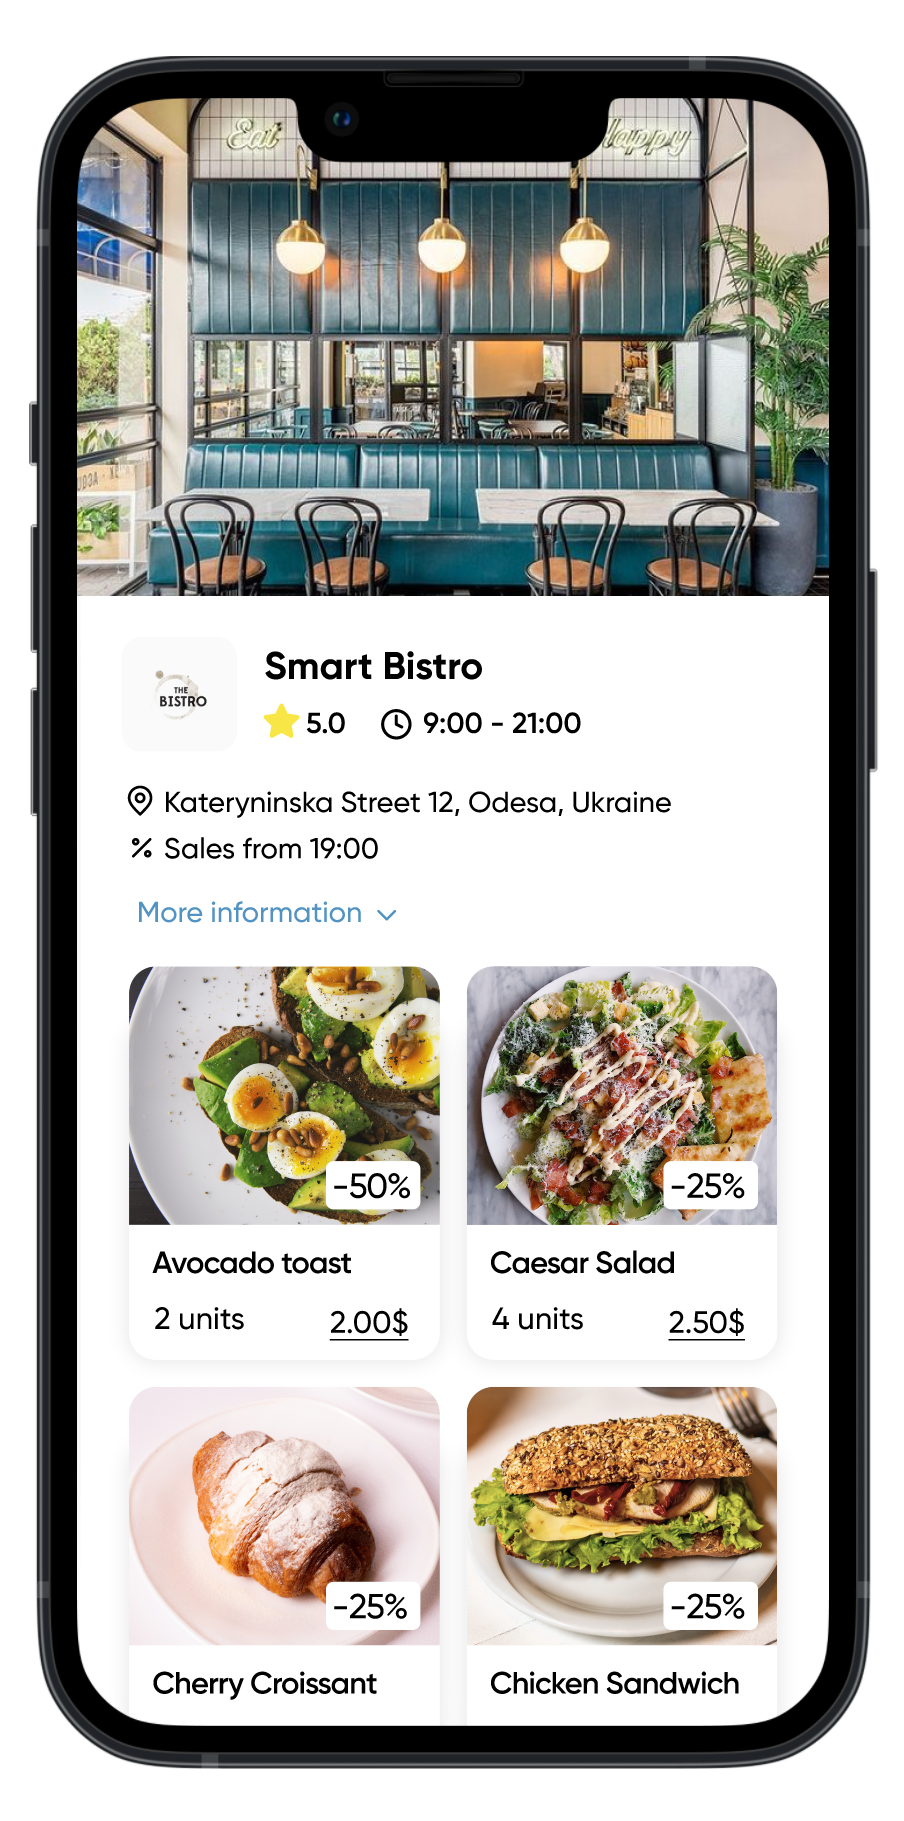 Eat
Happy
THE
BISTRO
Smart Bistro
5.0 9:00 - 21:00
Kateryninska Street 12, Odesa, Ukraine
% Sales from 19:00
More information
-50%
-25%
Avocado toast
Caesar Salad
2 units 2.00$
4 units 2.50$
-25%
-25%
Cherry Croissant
Chicken Sandwich